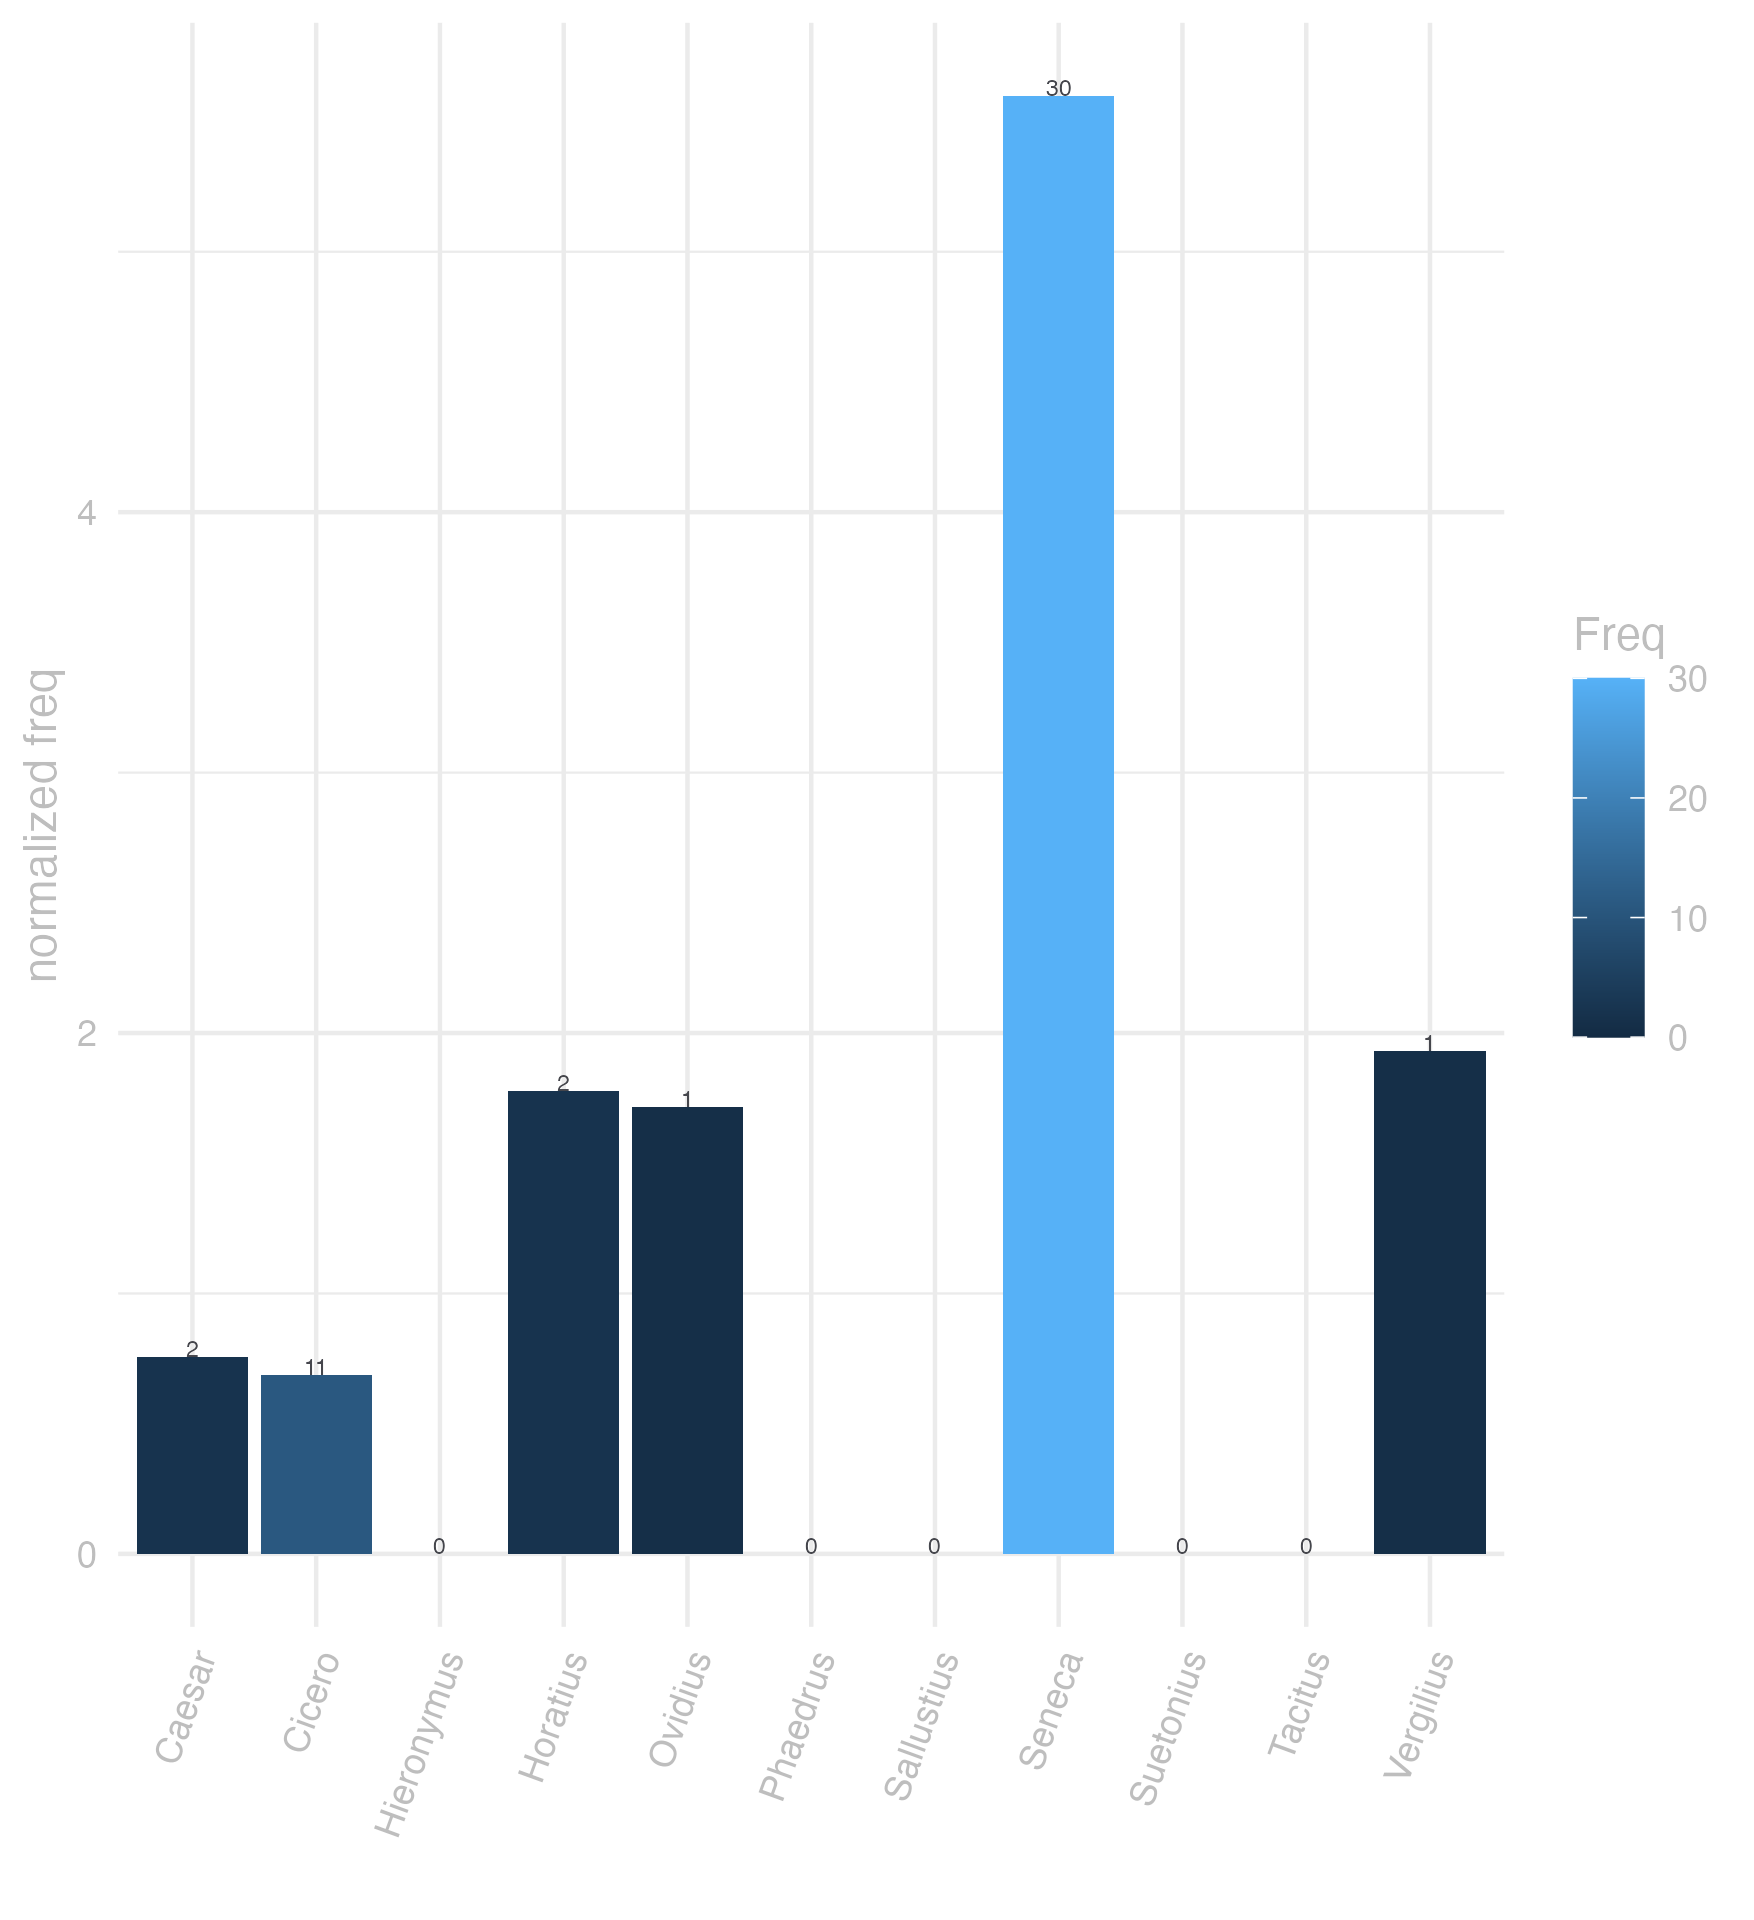 normalized freq
4
2
0
2
11
0
2
1
0
0
30
0
0
1
Caesar
Cicero
Hieronymus
Horatius
Ovidius
Phaedrus
Sallustius
Seneca
Suetonius
Tacitus
Vergilius
Freq
30
20
10
0